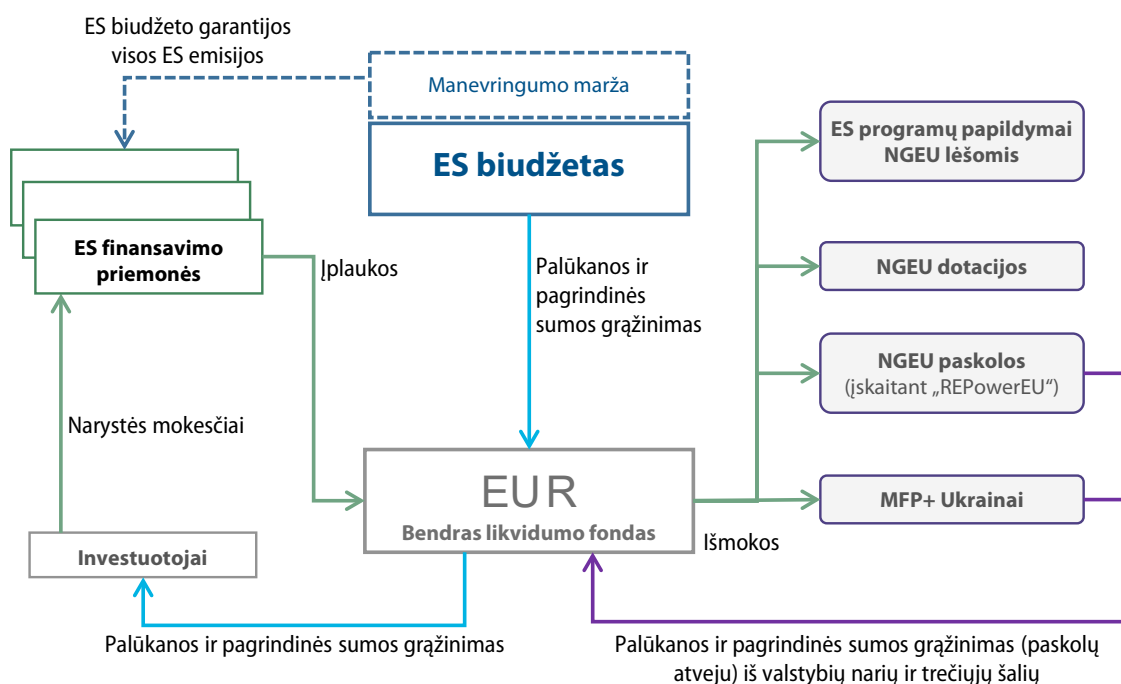 ES biudžeto garantijos
visos ES emisijos
Manevringumo marža
ES biudžetas
ES programų papildymai
NGEU lėšomis
ES finansavimo
priemonės
Įplaukos
Palūkanos ir
pagrindinės
sumos grąžinimas
NGEU dotacijos
NGEU paskolos
(įskaitant „REPowerEU“)
Narystės mokesčiai
EUR
Bendras likvidumo fondas
MFP+ Ukrainai
Išmokos
Investuotojai
Palūkanos ir pagrindinės sumos grąžinimas
Palūkanos ir pagrindinės sumos grąžinimas (paskolų
atveju) iš valstybių narių ir trečiųjų šalių